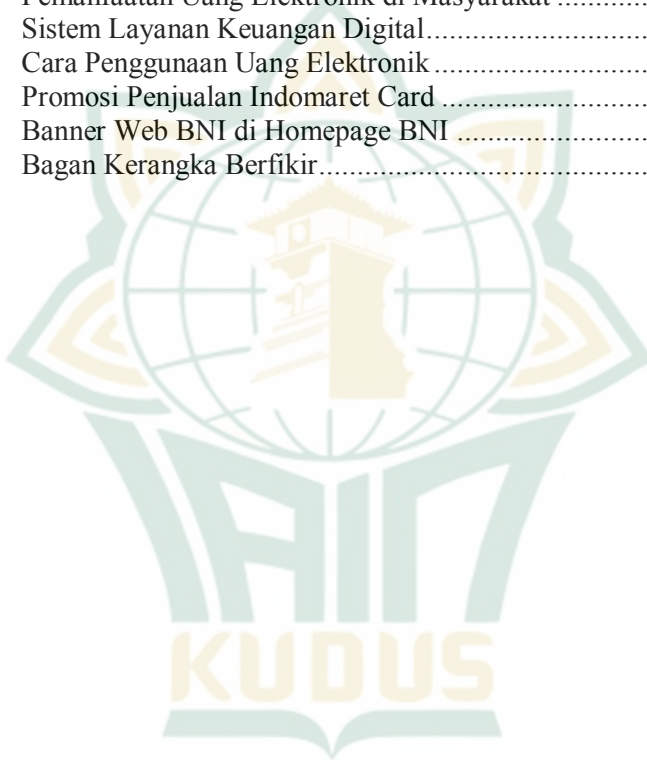 Pemanfaatan Uang Elektronik di Masyarakat .............
Sistem Layanan Keuangan Digital.............................
Cara Penggunaan Uang Elektronik ............................
Promosi Penjualan Indomaret Card ...........................
Banner Web BNI di Homepage BNI .........................
Bagan Kerangka Berfikir...........................................
IAIN
KUDUS